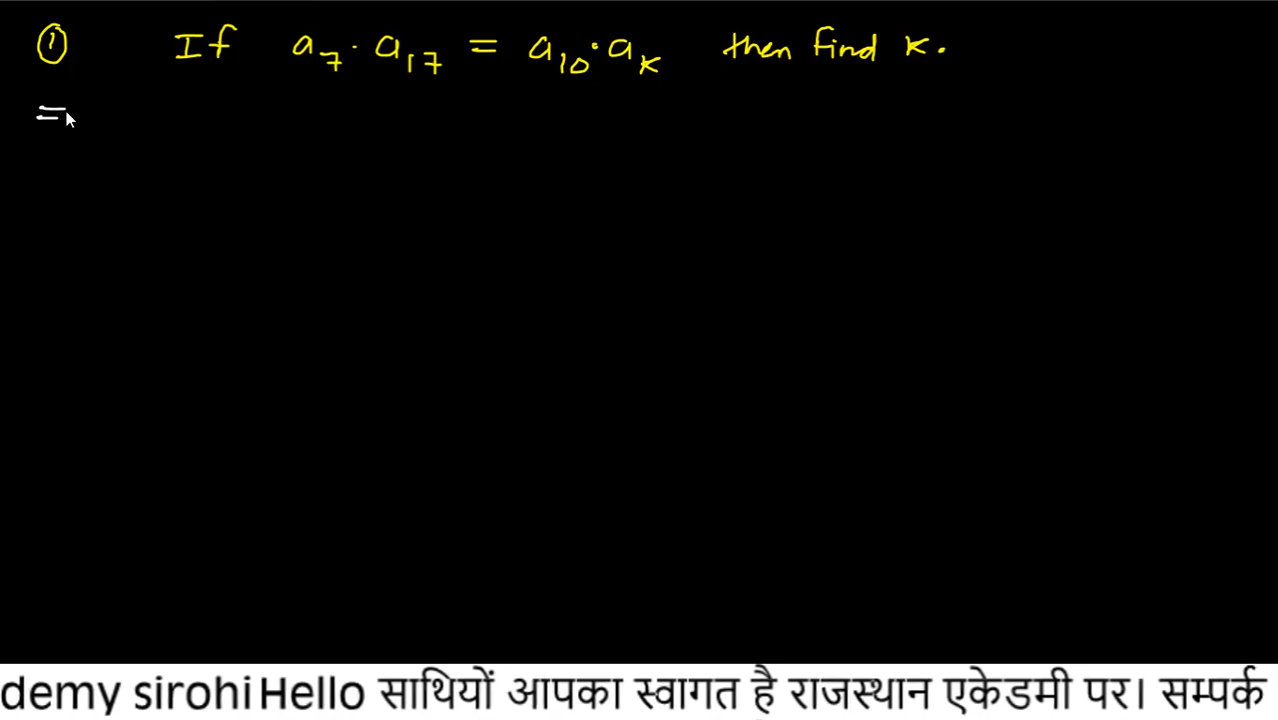 ① If a₇ · a₁₇ = a₁₀ · aₖ then find k.
=
demy sirohi Hello साथियों आपका स्वागत है राजस्थान एकेडमी पर। सम्पर्क